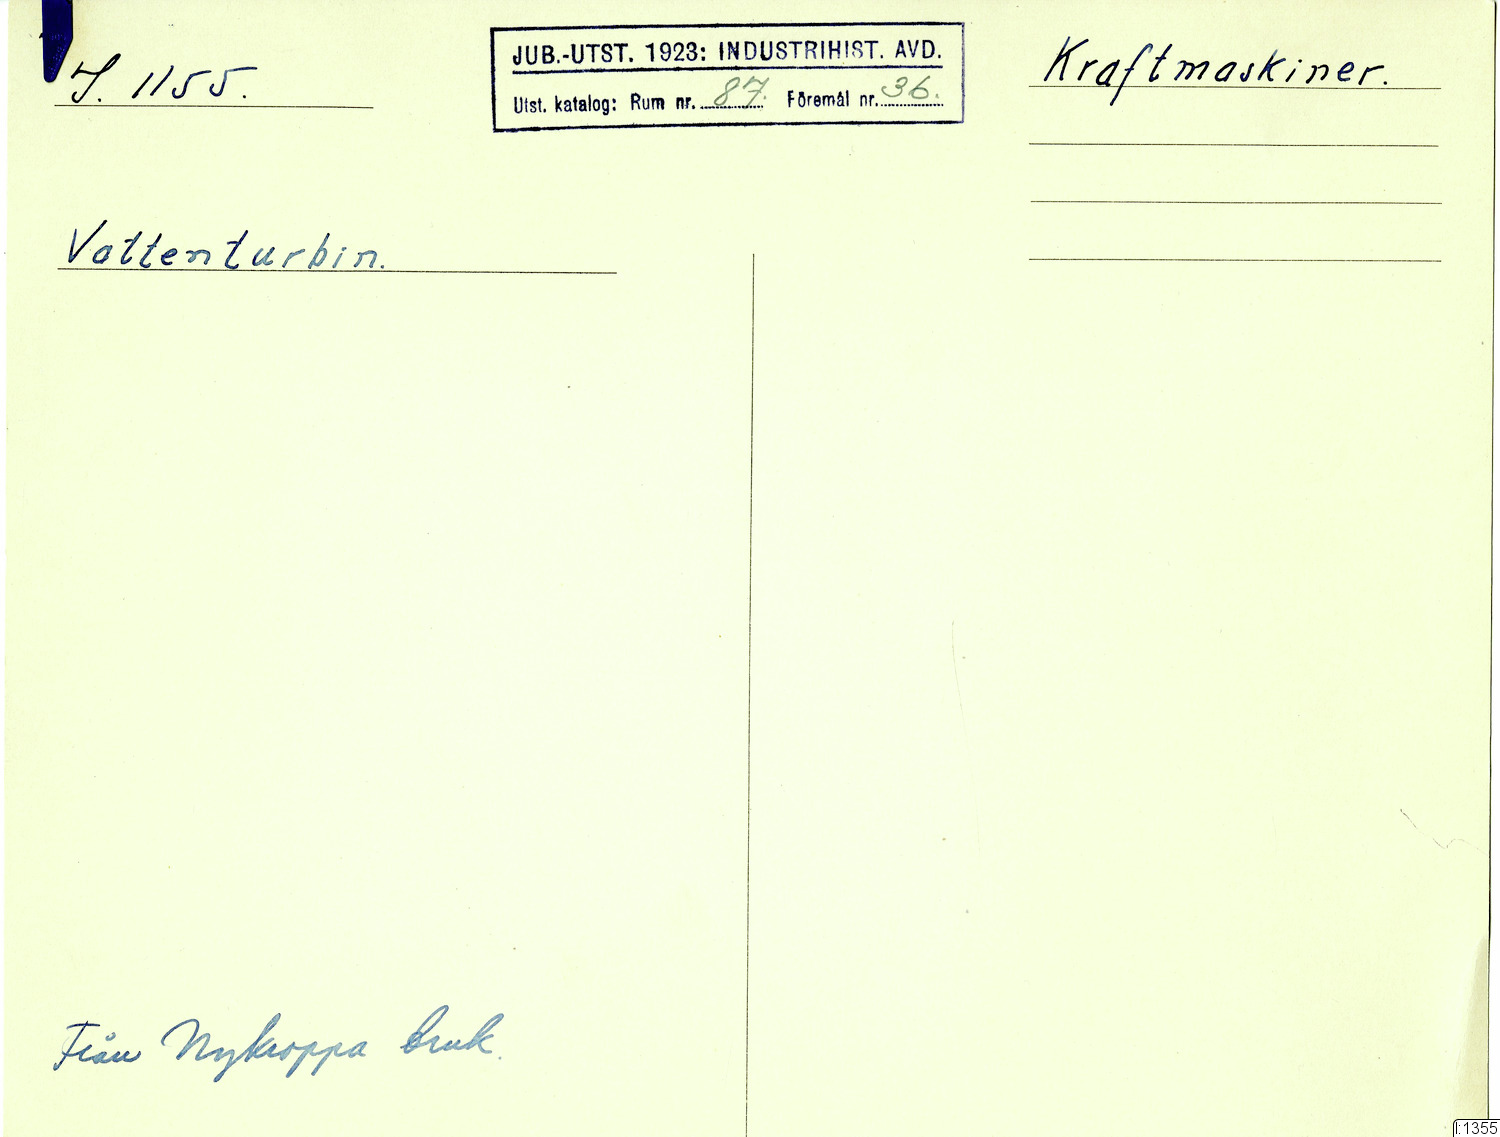 I. 1155.
JUB.-UTST. 1923: INDUSTRIHIST. AVD.
Utst. katalog: Rum nr. 87. Föremål nr. 36.
Kraftmaskiner.
Vattenturbin.
Från Nykroppa bruk.
I:1355